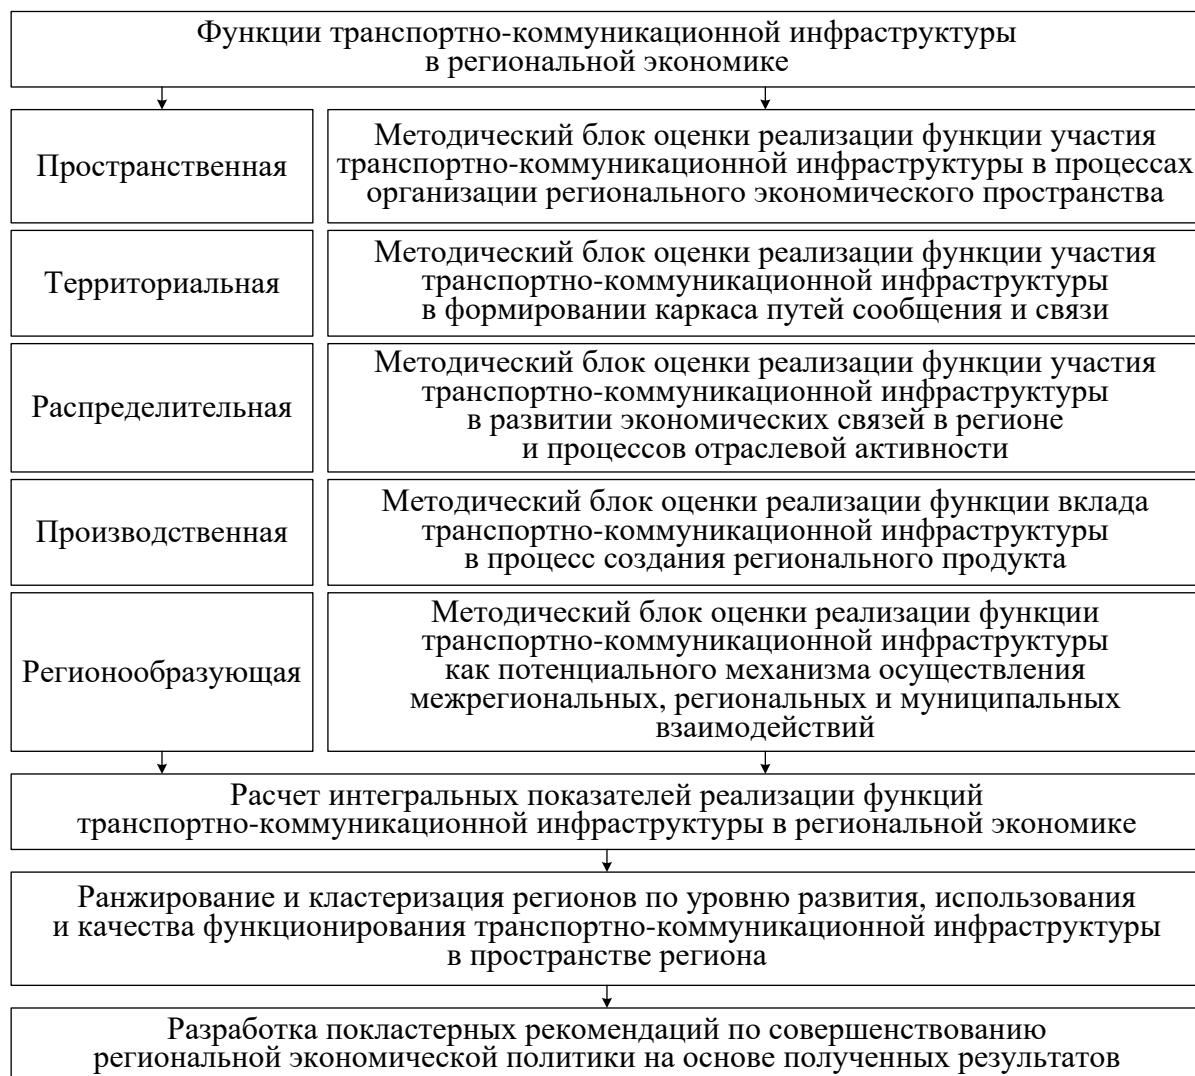 Функции транспортно-коммуникационной инфраструктуры
в региональной экономике
Пространственная
Методический блок оценки реализации функции участия
транспортно-коммуникационной инфраструктуры в процессах
организации регионального экономического пространства
Территориальная
Методический блок оценки реализации функции участия
транспортно-коммуникационной инфраструктуры
в формировании каркаса путей сообщения и связи
Распределительная
Методический блок оценки реализации функции участия
транспортно-коммуникационной инфраструктуры
в развитии экономических связей в регионе
и процессов отраслевой активности
Производственная
Методический блок оценки реализации функции вклада
транспортно-коммуникационной инфраструктуры
в процесс создания регионального продукта
Регионообразующая
Методический блок оценки реализации функции
транспортно-коммуникационной инфраструктуры
как потенциального механизма осуществления
межрегиональных, региональных и муниципальных
взаимодействий
Расчет интегральных показателей реализации функций
транспортно-коммуникационной инфраструктуры в региональной экономике
Ранжирование и кластеризация регионов по уровню развития, использования
и качества функционирования транспортно-коммуникационной инфраструктуры
в пространстве региона
Разработка покластерных рекомендаций по совершенствованию
региональной экономической политики на основе полученных результатов